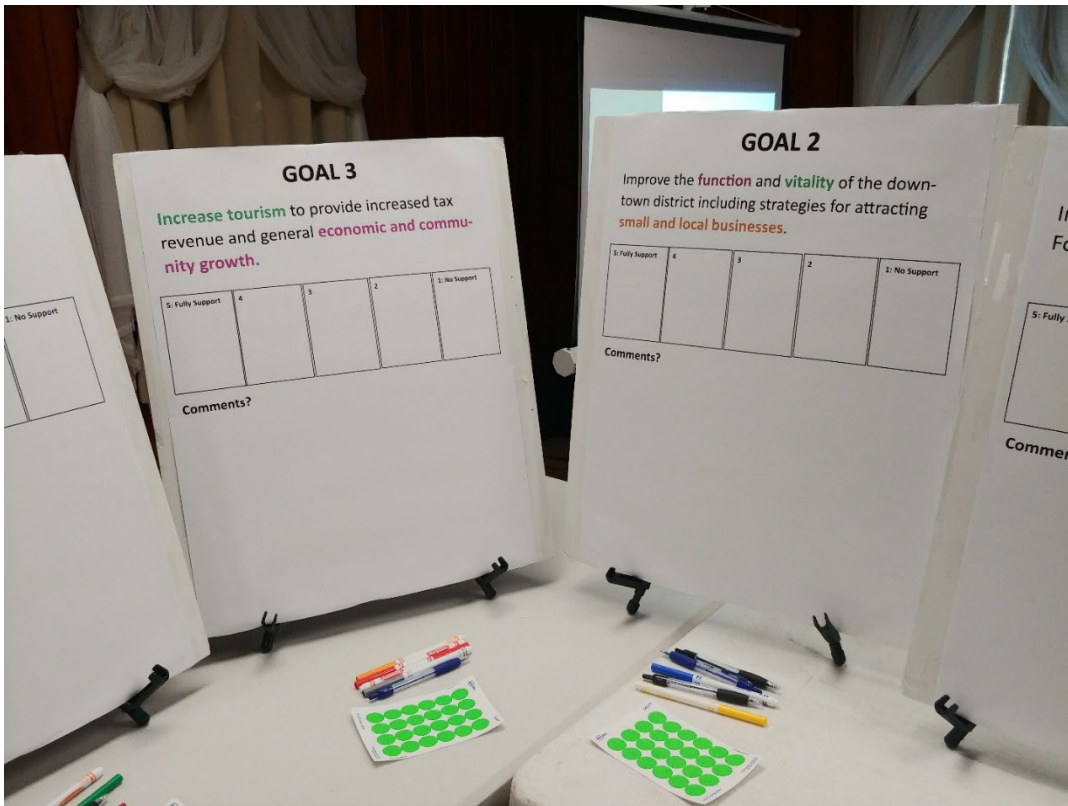 1: No Support
GOAL 3
Increase tourism to provide increased tax
revenue and general economic and commu-
nity growth.
5: Fully Support
4
3
2
1: No Support
Comments?
GOAL 2
Improve the function and vitality of the down-
town district including strategies for attracting
small and local businesses.
5: Fully Support
4
3
2
1: No Support
Comments?
5: Fully